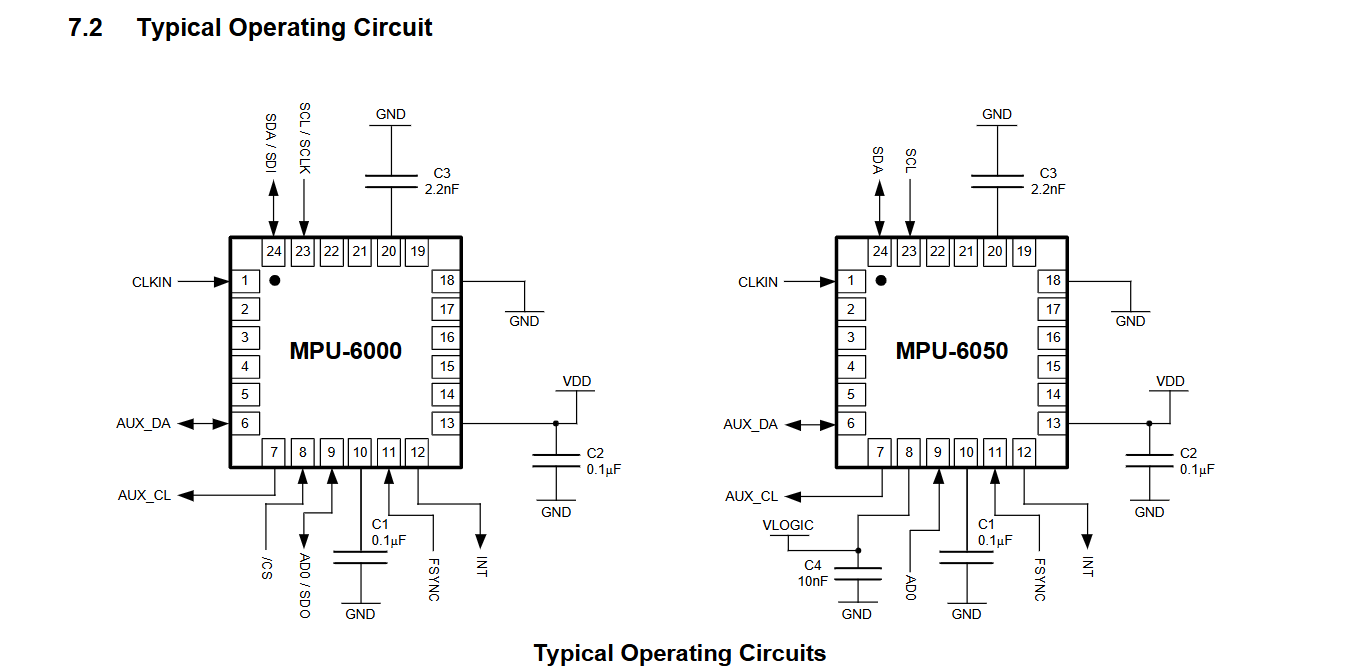 7.2 Typical Operating Circuit
SDA / SDI
SCL / SCLK
GND
C3
2.2nF
24 23 22 21 20 19
CLKIN
1
2
3
4
5
6
AUX_DA
MPU-6000
18
17
16
15
14
13
GND
VDD
C2
0.1µF
GND
7 8 9 10 11 12
AUX_CL
/CS
AD0 / SDO
C1
0.1µF
GND
FSYNC
INT
SDA
SCL
GND
C3
2.2nF
24 23 22 21 20 19
CLKIN
1
2
3
4
5
6
AUX_DA
MPU-6050
18
17
16
15
14
13
GND
VDD
C2
0.1µF
GND
7 8 9 10 11 12
AUX_CL
VLOGIC
C4
10nF
GND
AD0
C1
0.1µF
GND
FSYNC
INT
Typical Operating Circuits